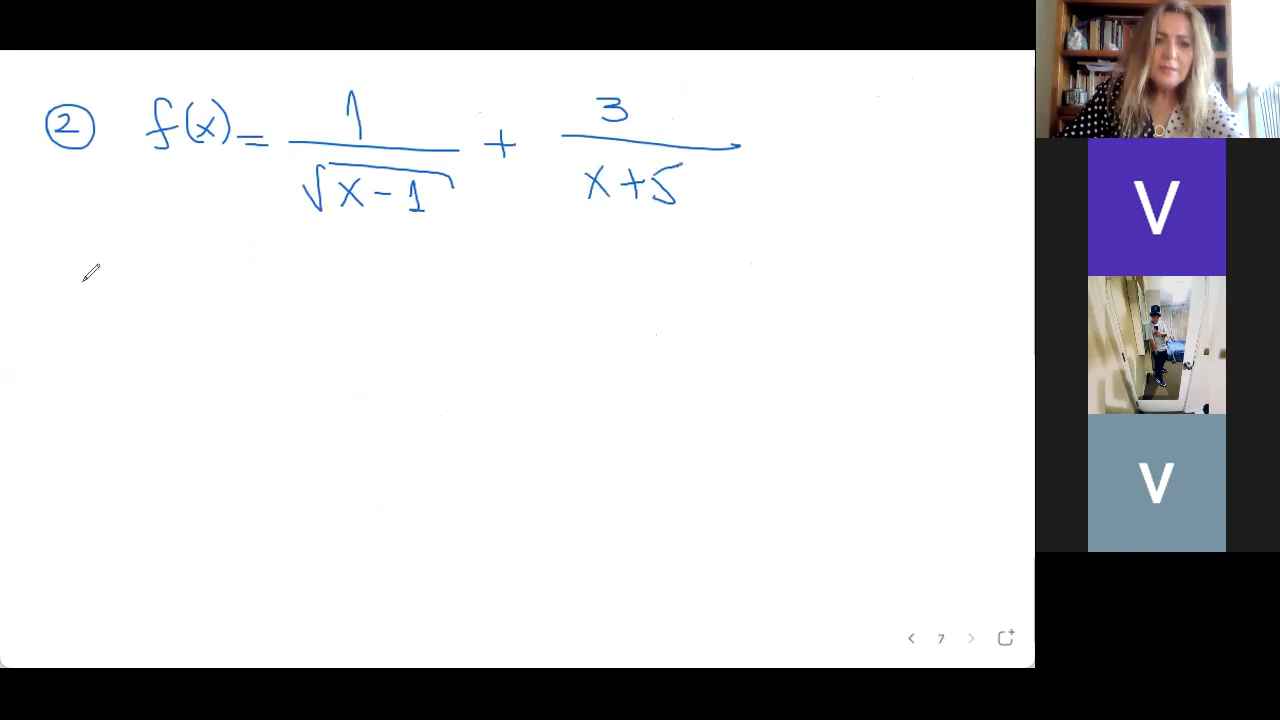 ② f(x) = 1/√(x-1) + 3/(x+5)
V
V
7